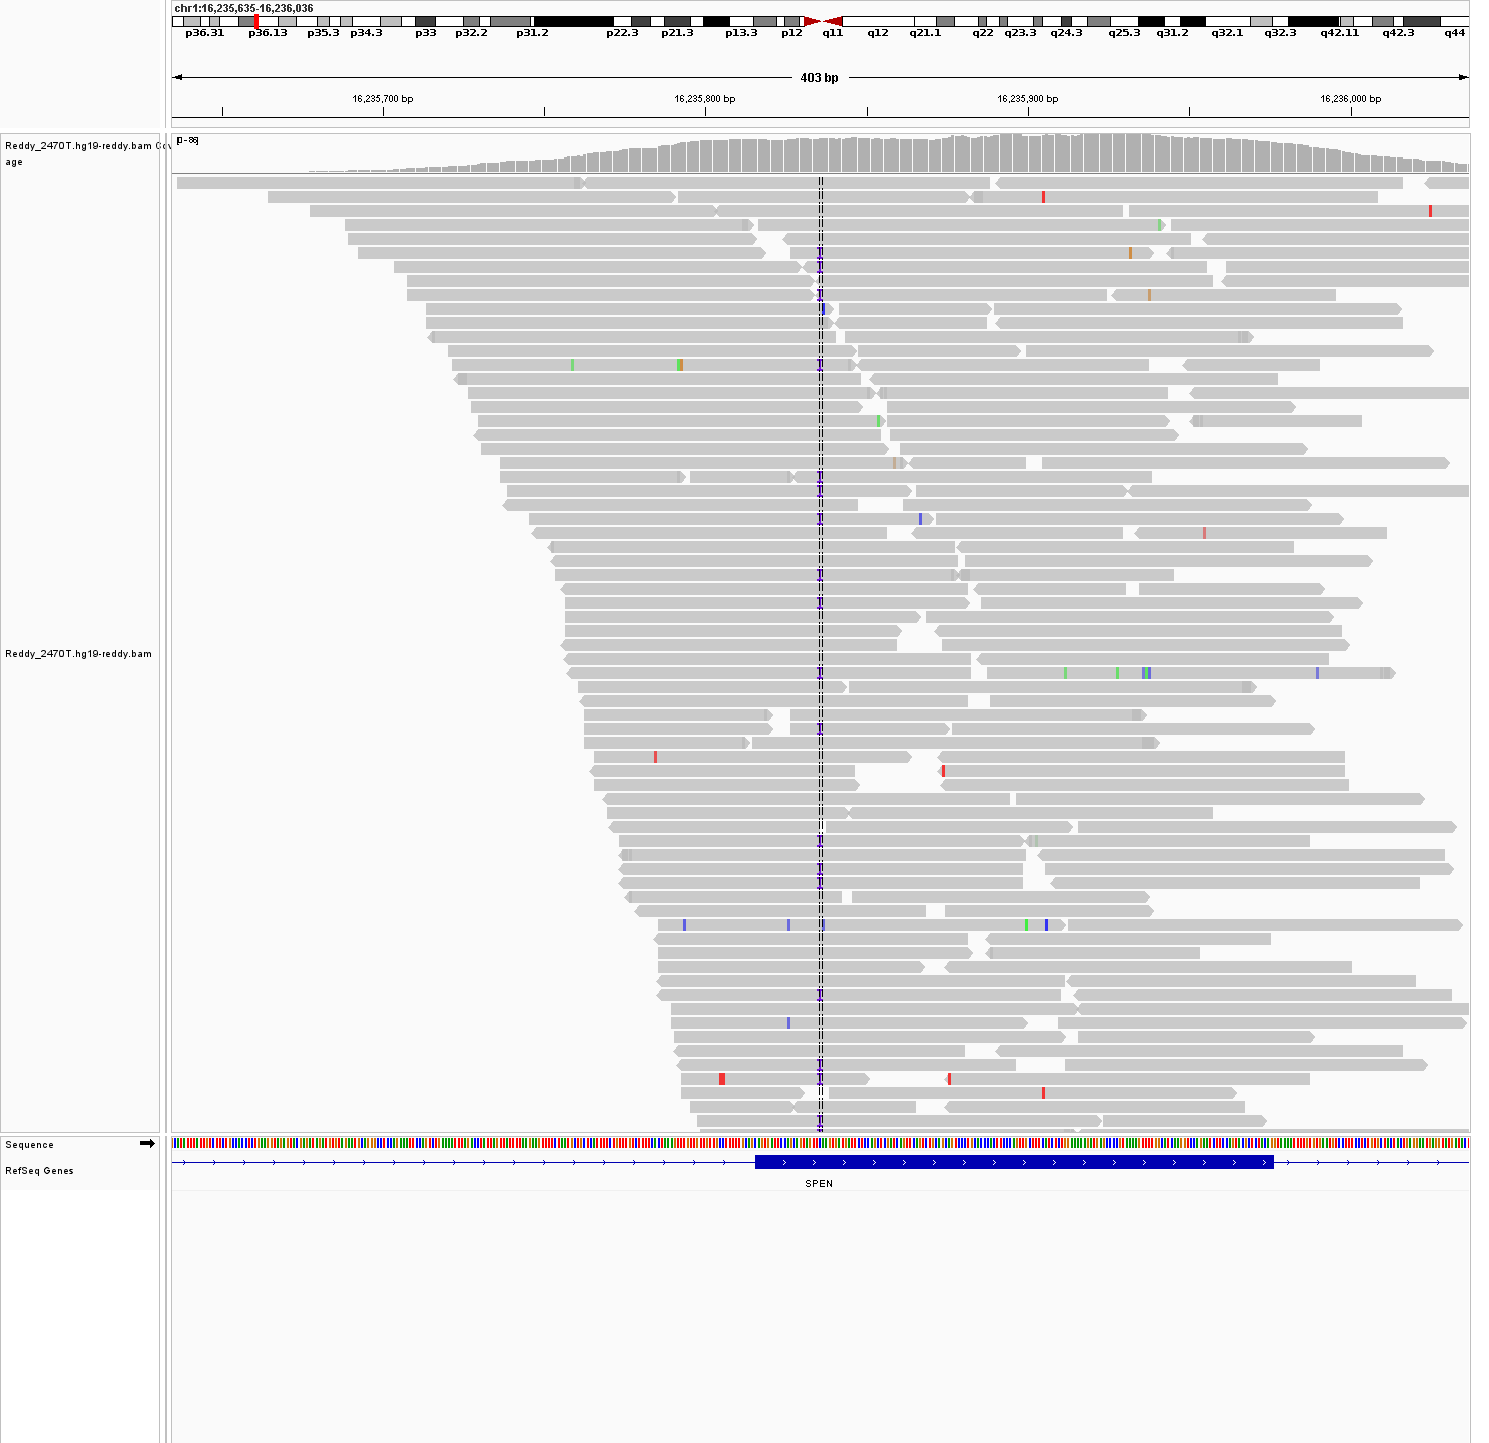 chr1:16,235,635-16,236,036
p36.31 p36.13 p35.3 p34.3 p33 p32.2 p31.2 p22.3 p21.3 p13.3 p12 q11 q12 q21.1 q22 q23.3 q24.3 q25.3 q31.2 q32.1 q32.3 q42.11 q42.3 q44
403 bp
16,235,700 bp 16,235,800 bp 16,235,900 bp 16,236,000 bp
[0-86]
Reddy_2470T.hg19-reddy.bam Cov
age
Reddy_2470T.hg19-reddy.bam
Sequence
RefSeq Genes
SPEN